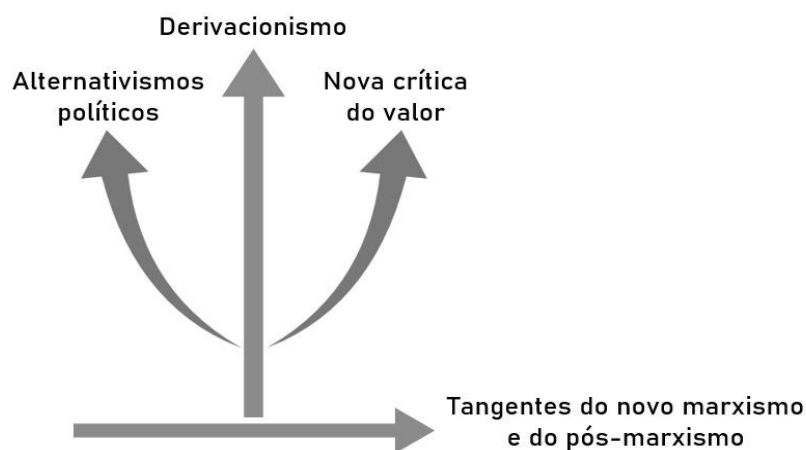 Derivacionismo
Alternativismos
políticos
Nova crítica
do valor
Tangentes do novo marxismo
e do pós-marxismo